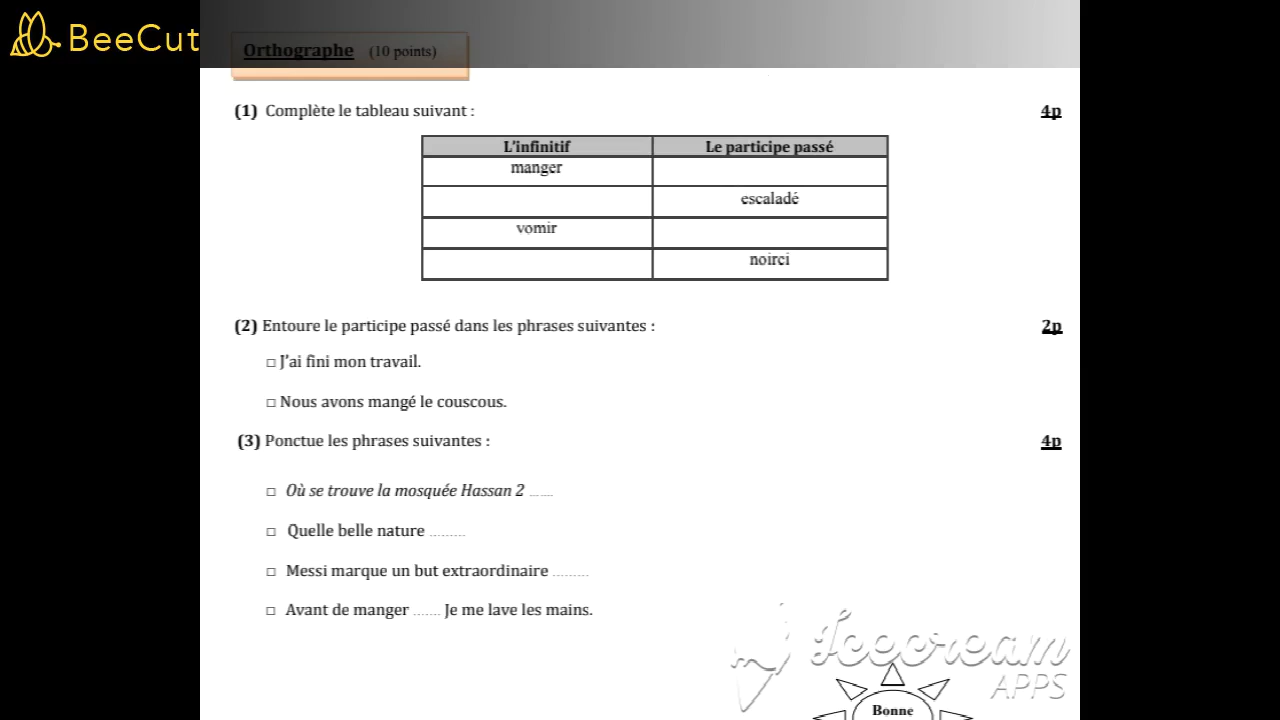 BeeCut
Orthographe (10 points)
(1) Complète le tableau suivant : 4p
L'infinitif Le participe passé
manger
escaladé
vomir
noirci
(2) Entoure le participe passé dans les phrases suivantes : 2p
□ J'ai fini mon travail.
□ Nous avons mangé le couscous.
(3) Ponctue les phrases suivantes : 4p
□ Où se trouve la mosquée Hassan 2 .......
□ Quelle belle nature .........
□ Messi marque un but extraordinaire .........
□ Avant de manger ....... Je me lave les mains.
Icecream
APPS
Bonne